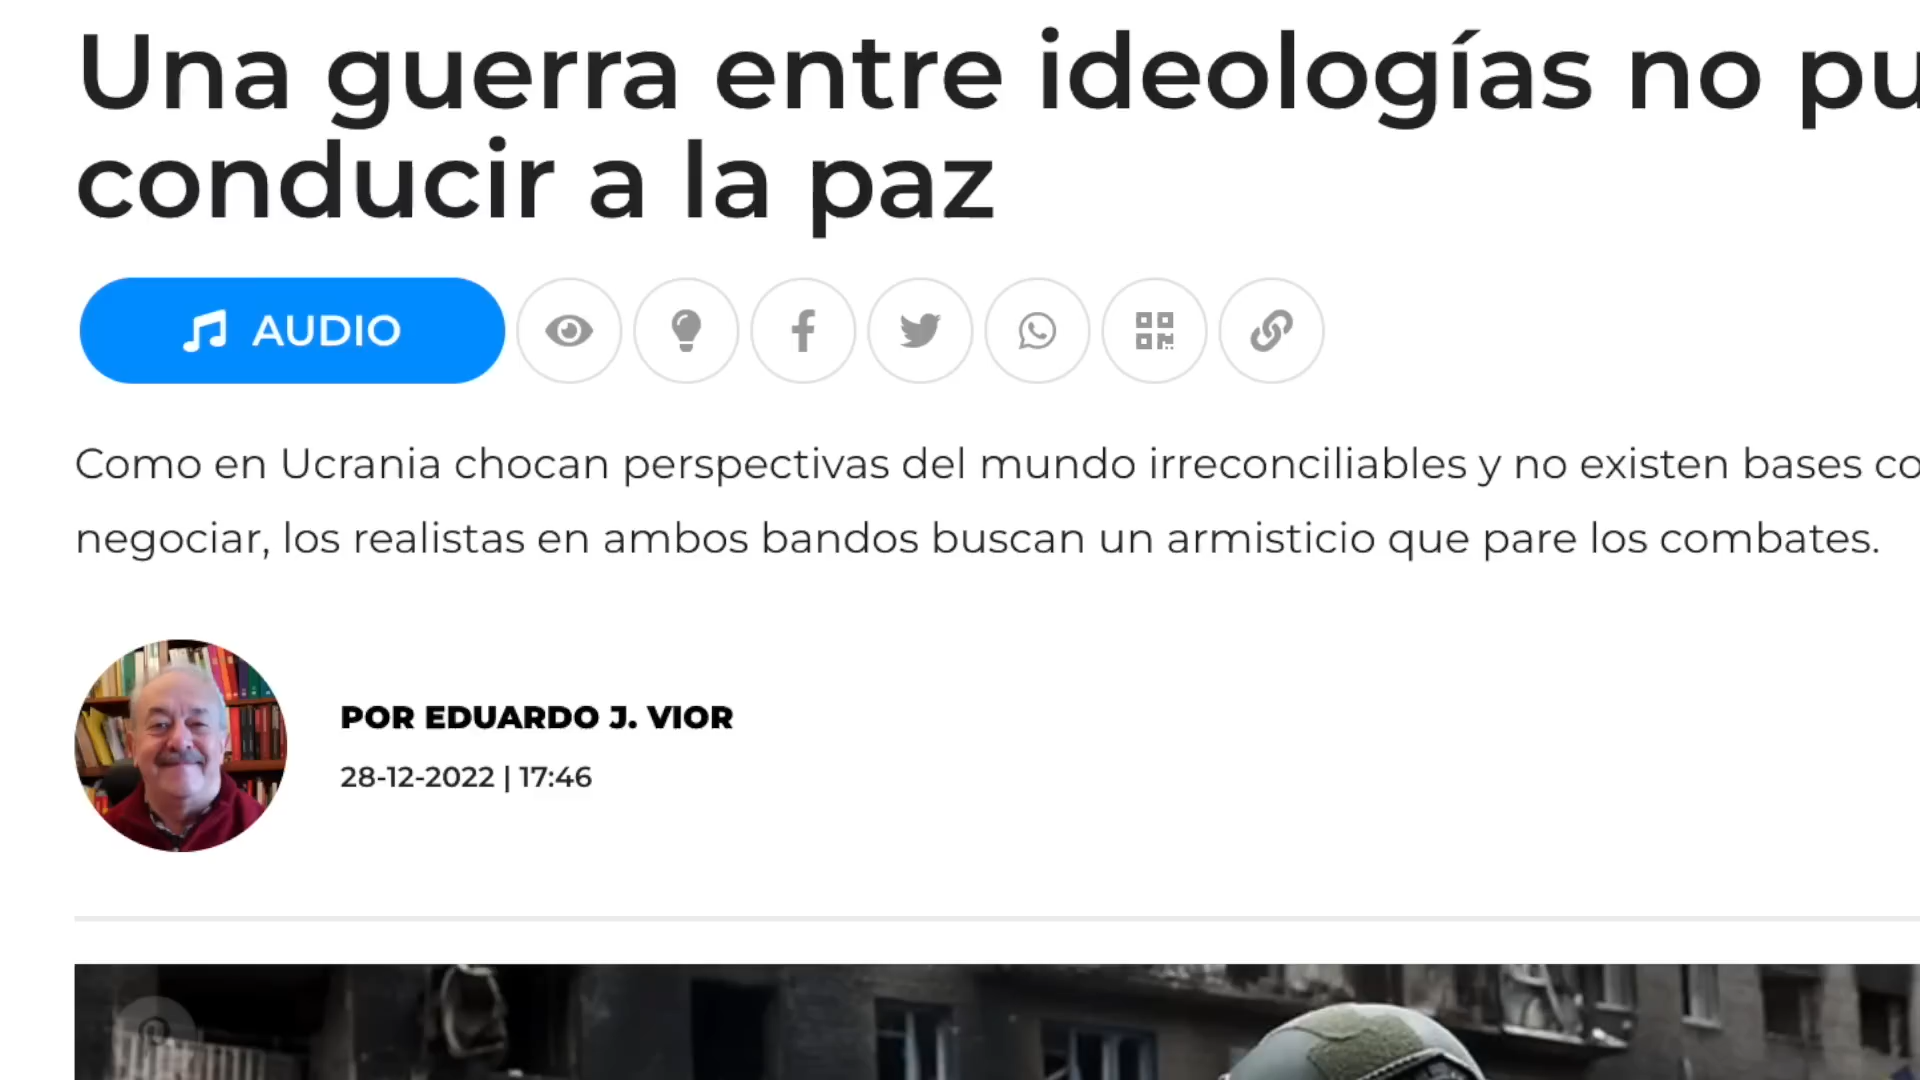 Una guerra entre ideologías no
conducir a la paz
AUDIO
Como en Ucrania chocan perspectivas del mundo irreconciliables y no existen bases
negociar, los realistas en ambos bandos buscan un armisticio que pare los combates.
POR EDUARDO J. VIOR
28-12-2022 | 17:46